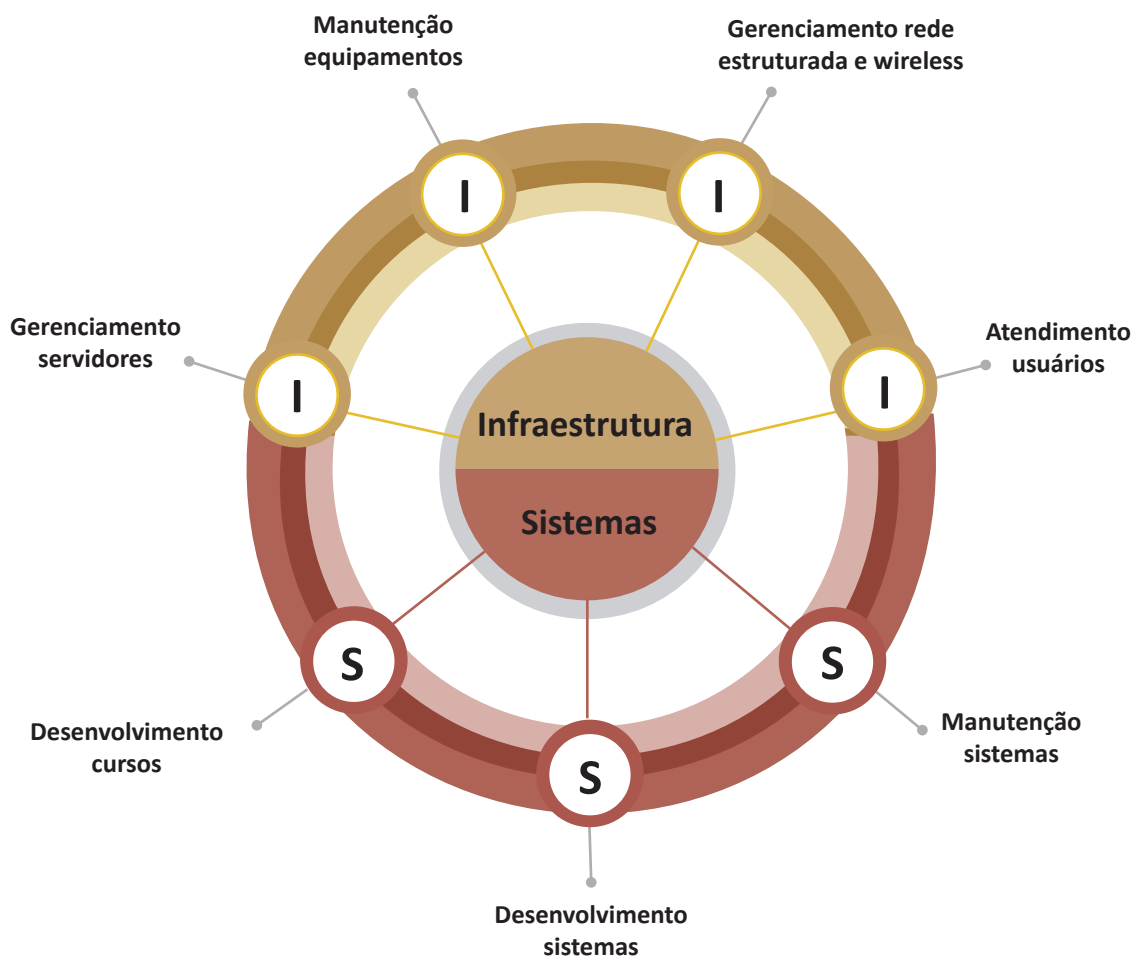 Manutenção
equipamentos
Gerenciamento rede
estruturada e wireless
I
I
Gerenciamento
servidores
Atendimento
usuários
I
I
Infraestrutura
Sistemas
S
S
Desenvolvimento
cursos
Manutenção
sistemas
S
Desenvolvimento
sistemas